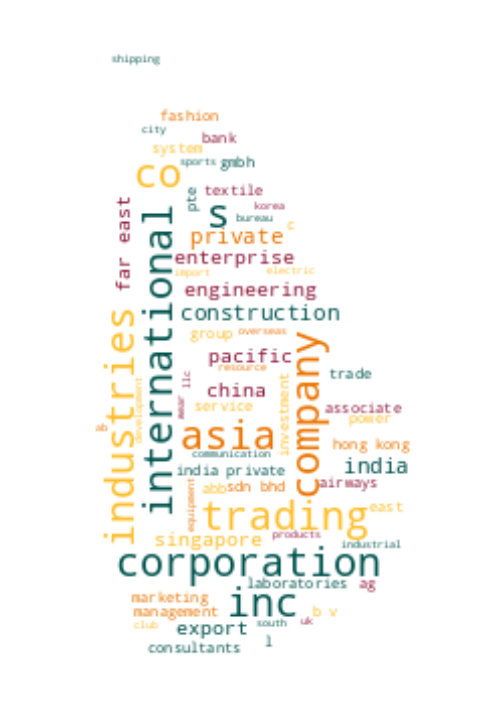 shipping
fashion
city
bank
system
sports
gmbh
co
textile
pte
far east
korea
s
bureau
c
international
private
enterprise
import
electric
engineering
construction
industries
group
overseas
company
pacific
resource
trade
llc
china
development
wear
service
investment
associate
power
ab
asia
hong kong
communication
india
india private
airways
equipment
abb
sdn bhd
trading
east
singapore
products
industrial
corporation
laboratories
ag
marketing
inc
management
b v
club
export
south
uk
l
consultants